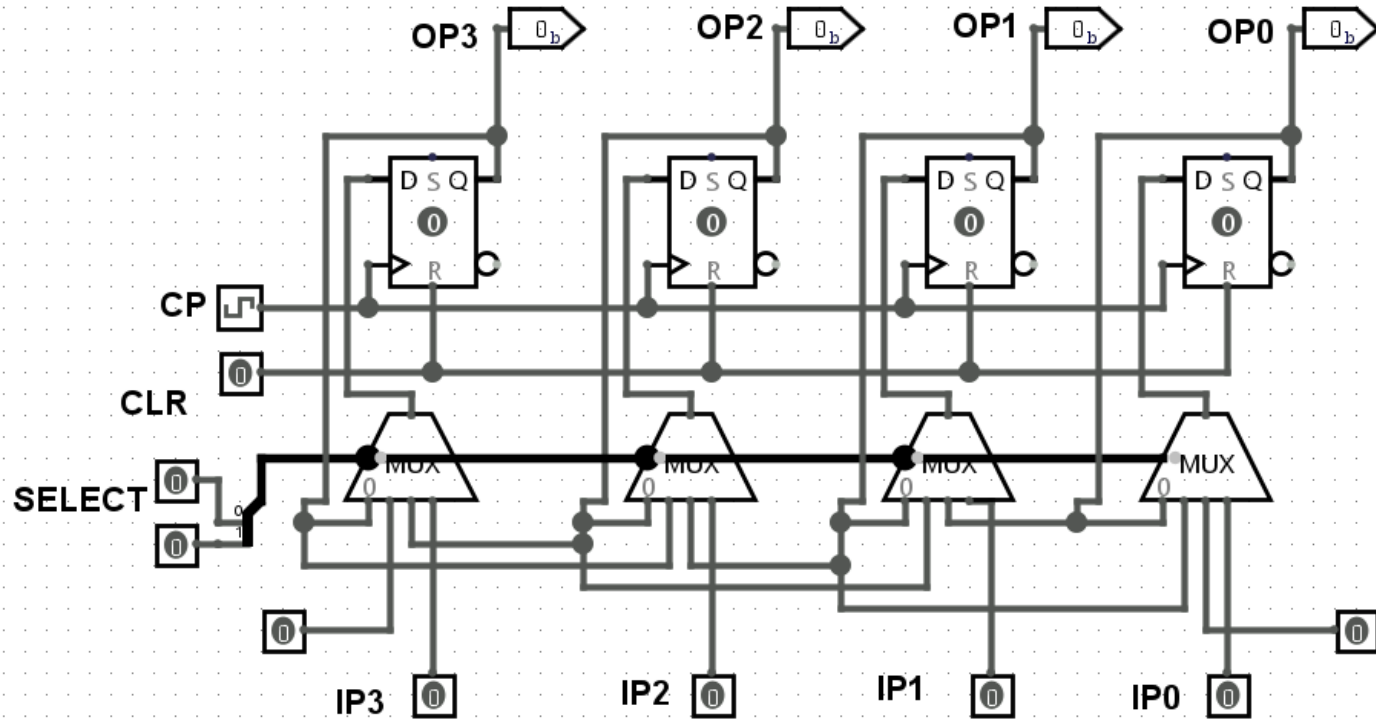 OP3 0b OP2 0b OP1 0b OP0 0b
D S Q D S Q D S Q D S Q
0 0 0 0
R R R R
CP
0
CLR
MUX MUX MUX MUX
0 0 0 0 0
SELECT
0
1
0
0 0
IP3 0 IP2 0 IP1 0 IP0 0